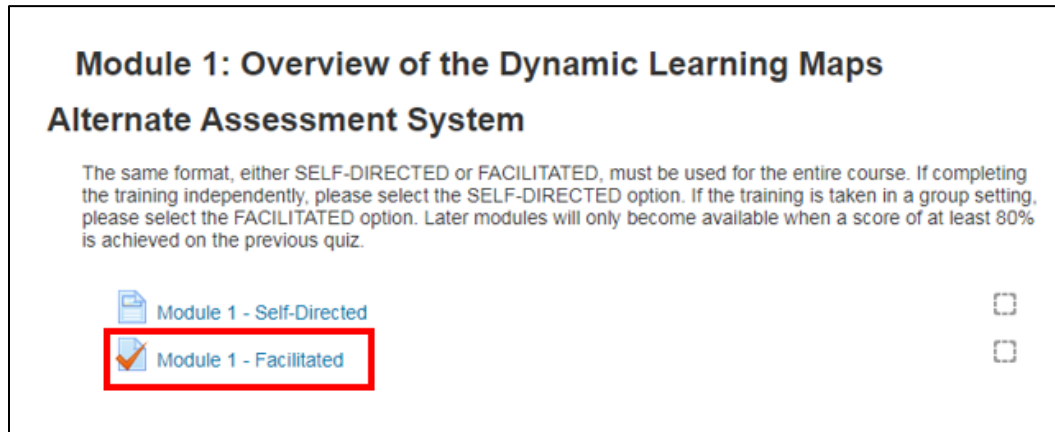 Module 1: Overview of the Dynamic Learning Maps
Alternate Assessment System
The same format, either SELF-DIRECTED or FACILITATED, must be used for the entire course. If completing
the training independently, please select the SELF-DIRECTED option. If the training is taken in a group setting,
please select the FACILITATED option. Later modules will only become available when a score of at least 80%
is achieved on the previous quiz.
Module 1 - Self-Directed
Module 1 - Facilitated